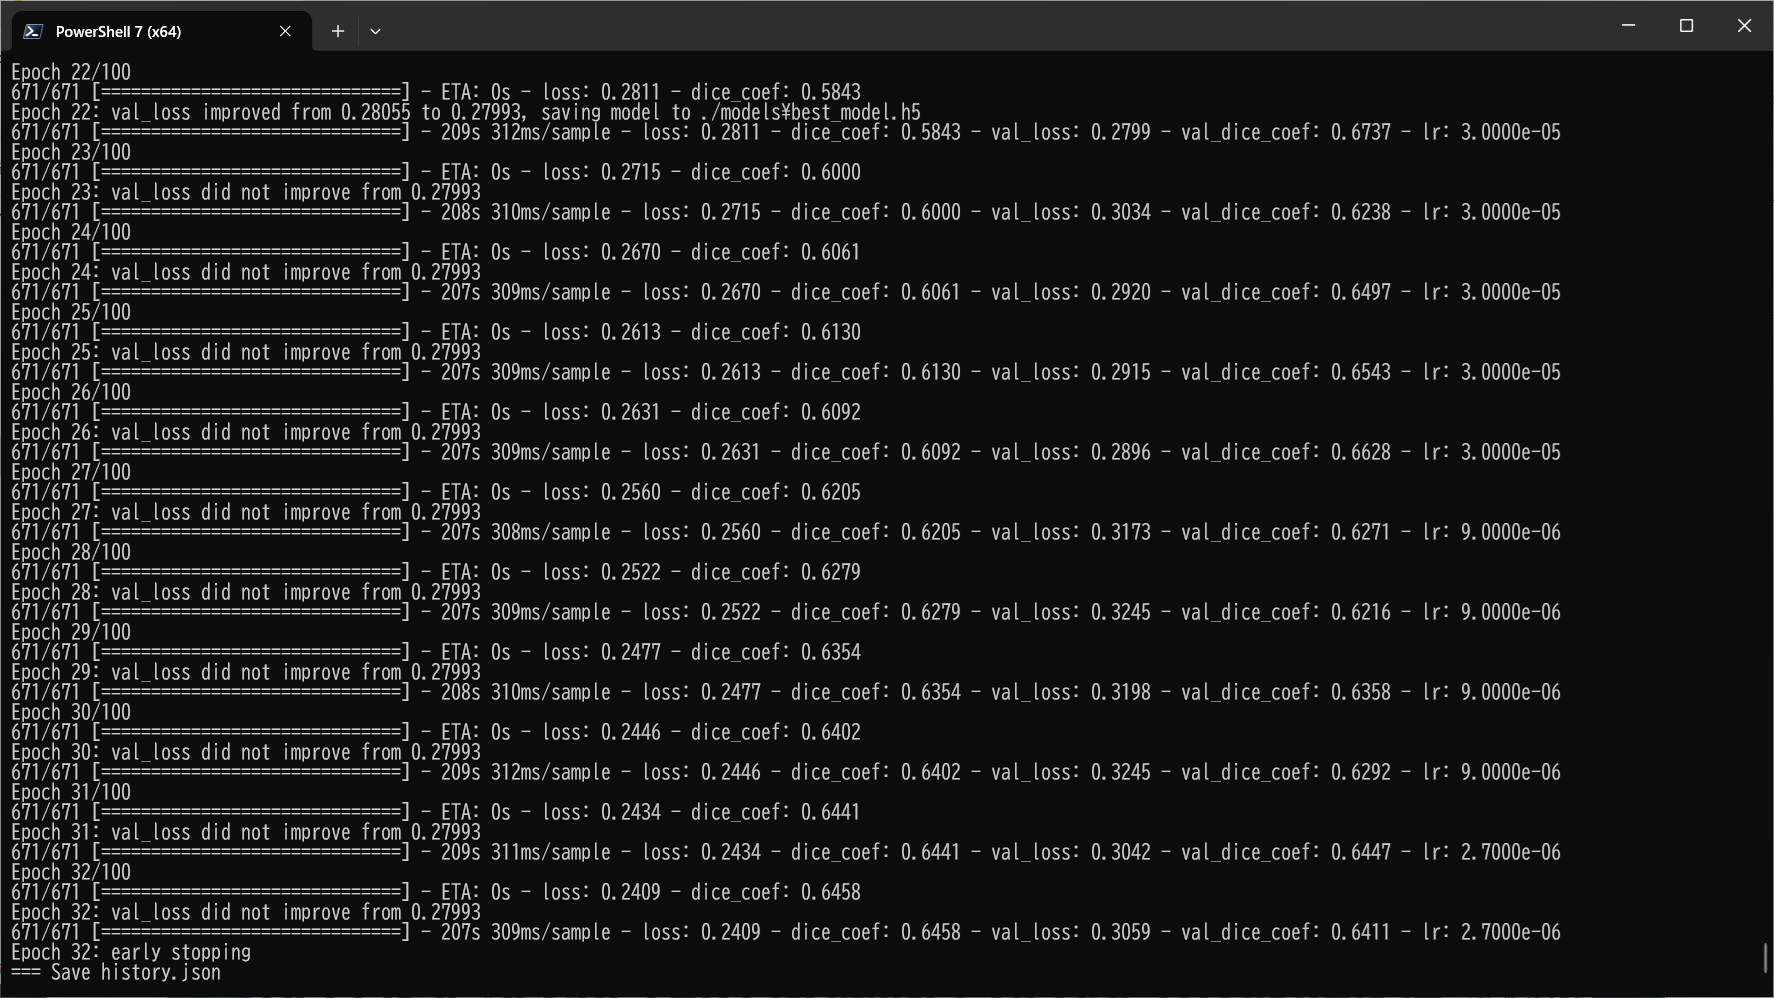 PowerShell 7 (x64)
Epoch 22/100
671/671 [==============================] - ETA: 0s - loss: 0.2811 - dice_coef: 0.5843
Epoch 22: val_loss improved from 0.28055 to 0.27993, saving model to ./models¥best_model.h5
671/671 [==============================] - 209s 312ms/sample - loss: 0.2811 - dice_coef: 0.5843 - val_loss: 0.2799 - val_dice_coef: 0.6737 - lr: 3.0000e-05
Epoch 23/100
671/671 [==============================] - ETA: 0s - loss: 0.2715 - dice_coef: 0.6000
Epoch 23: val_loss did not improve from 0.27993
671/671 [==============================] - 208s 310ms/sample - loss: 0.2715 - dice_coef: 0.6000 - val_loss: 0.3034 - val_dice_coef: 0.6238 - lr: 3.0000e-05
Epoch 24/100
671/671 [==============================] - ETA: 0s - loss: 0.2670 - dice_coef: 0.6061
Epoch 24: val_loss did not improve from 0.27993
671/671 [==============================] - 207s 309ms/sample - loss: 0.2670 - dice_coef: 0.6061 - val_loss: 0.2920 - val_dice_coef: 0.6497 - lr: 3.0000e-05
Epoch 25/100
671/671 [==============================] - ETA: 0s - loss: 0.2613 - dice_coef: 0.6130
Epoch 25: val_loss did not improve from 0.27993
671/671 [==============================] - 207s 309ms/sample - loss: 0.2613 - dice_coef: 0.6130 - val_loss: 0.2915 - val_dice_coef: 0.6543 - lr: 3.0000e-05
Epoch 26/100
671/671 [==============================] - ETA: 0s - loss: 0.2631 - dice_coef: 0.6092
Epoch 26: val_loss did not improve from 0.27993
671/671 [==============================] - 207s 309ms/sample - loss: 0.2631 - dice_coef: 0.6092 - val_loss: 0.2896 - val_dice_coef: 0.6628 - lr: 3.0000e-05
Epoch 27/100
671/671 [==============================] - ETA: 0s - loss: 0.2560 - dice_coef: 0.6205
Epoch 27: val_loss did not improve from 0.27993
671/671 [==============================] - 207s 308ms/sample - loss: 0.2560 - dice_coef: 0.6205 - val_loss: 0.3173 - val_dice_coef: 0.6271 - lr: 9.0000e-06
Epoch 28/100
671/671 [==============================] - ETA: 0s - loss: 0.2522 - dice_coef: 0.6279
Epoch 28: val_loss did not improve from 0.27993
671/671 [==============================] - 207s 309ms/sample - loss: 0.2522 - dice_coef: 0.6279 - val_loss: 0.3245 - val_dice_coef: 0.6216 - lr: 9.0000e-06
Epoch 29/100
671/671 [==============================] - ETA: 0s - loss: 0.2477 - dice_coef: 0.6354
Epoch 29: val_loss did not improve from 0.27993
671/671 [==============================] - 208s 310ms/sample - loss: 0.2477 - dice_coef: 0.6354 - val_loss: 0.3198 - val_dice_coef: 0.6358 - lr: 9.0000e-06
Epoch 30/100
671/671 [==============================] - ETA: 0s - loss: 0.2446 - dice_coef: 0.6402
Epoch 30: val_loss did not improve from 0.27993
671/671 [==============================] - 209s 312ms/sample - loss: 0.2446 - dice_coef: 0.6402 - val_loss: 0.3245 - val_dice_coef: 0.6292 - lr: 9.0000e-06
Epoch 31/100
671/671 [==============================] - ETA: 0s - loss: 0.2434 - dice_coef: 0.6441
Epoch 31: val_loss did not improve from 0.27993
671/671 [==============================] - 209s 311ms/sample - loss: 0.2434 - dice_coef: 0.6441 - val_loss: 0.3042 - val_dice_coef: 0.6447 - lr: 2.7000e-06
Epoch 32/100
671/671 [==============================] - ETA: 0s - loss: 0.2409 - dice_coef: 0.6458
Epoch 32: val_loss did not improve from 0.27993
671/671 [==============================] - 207s 309ms/sample - loss: 0.2409 - dice_coef: 0.6458 - val_loss: 0.3059 - val_dice_coef: 0.6411 - lr: 2.7000e-06
Epoch 32: early stopping
=== Save history.json